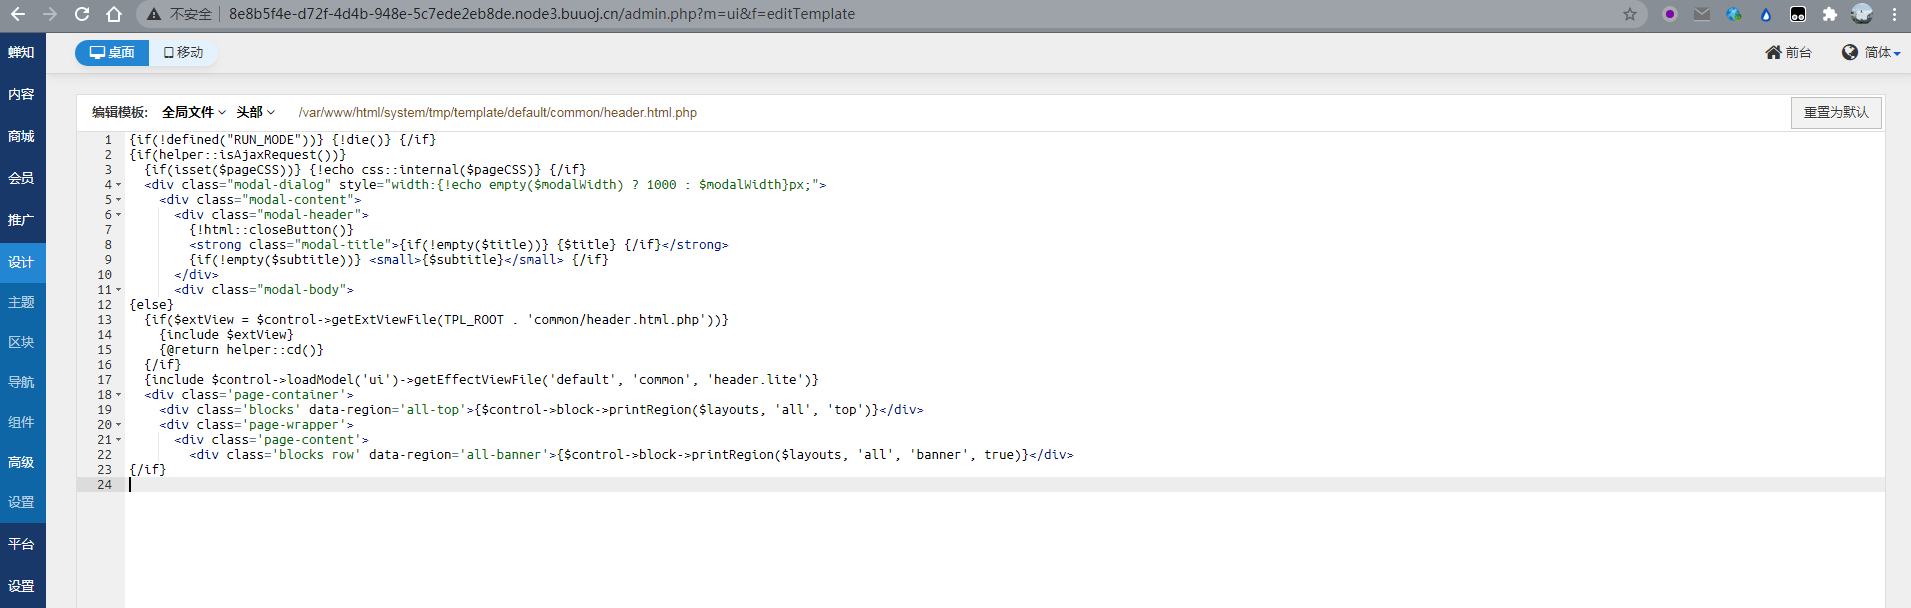 不安全 8e8b5f4e-d72f-4d4b-948e-5c7ede2eb8de.node3.buuoj.cn/admin.php?m=ui&f=editTemplate
蝉知
桌面 移动 前台 简体
内容
商城
会员
推广
设计
主题
区块
导航
组件
高级
设置
平台
设置
编辑模板: 全局文件 头部 /var/www/html/system/tmp/template/default/common/header.html.php 重置为默认
1 {if(!defined("RUN_MODE"))} {!die()} {/if}
2 {if(helper::isAjaxRequest())}
3 {if(isset($pageCSS))} {!echo css::internal($pageCSS)} {/if}
4 <div class="modal-dialog" style="width:{!echo empty($modalWidth) ? 1000 : $modalWidth}px;">
5 <div class="modal-content">
6 <div class="modal-header">
7 {!html::closeButton()}
8 <strong class="modal-title">{if(!empty($title))} {$title} {/if}</strong>
9 {if(!empty($subtitle))} <small>{$subtitle}</small> {/if}
10 </div>
11 <div class="modal-body">
12 {else}
13 {if($extView = $control->getExtViewFile(TPL_ROOT . 'common/header.html.php'))}
14 {include $extView}
15 {@return helper::cd()}
16 {/if}
17 {include $control->loadModel('ui')->getEffectViewFile('default', 'common', 'header.lite')}
18 <div class='page-container'>
19 <div class='blocks' data-region='all-top'>{$control->block->printRegion($layouts, 'all', 'top')}</div>
20 <div class='page-wrapper'>
21 <div class='page-content'>
22 <div class='blocks row' data-region='all-banner'>{$control->block->printRegion($layouts, 'all', 'banner', true)}</div>
23 {/if}
24